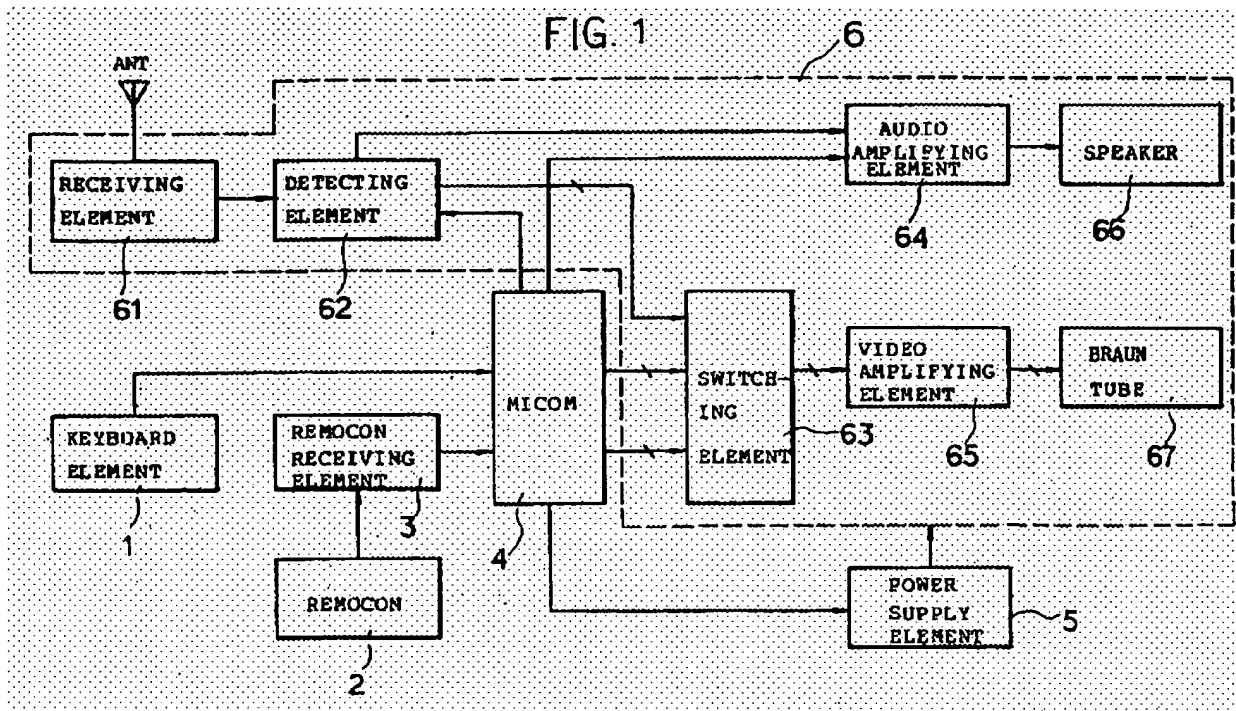 FIG. 1
6
ANT
RECEIVING
ELEMENT
61
DETECTING
ELEMENT
62
AUDIO
AMPLIFYING
ELEMENT
64
SPEAKER
66
KEYBOARD
ELEMENT
1
REMOCON
RECEIVING
ELEMENT
3
REMOCON
2
MICOM
4
SWITCH-
ING
ELEMENT
63
VIDEO
AMPLIFYING
ELEMENT
65
BRAUN
TUBE
67
POWER
SUPPLY
ELEMENT
5